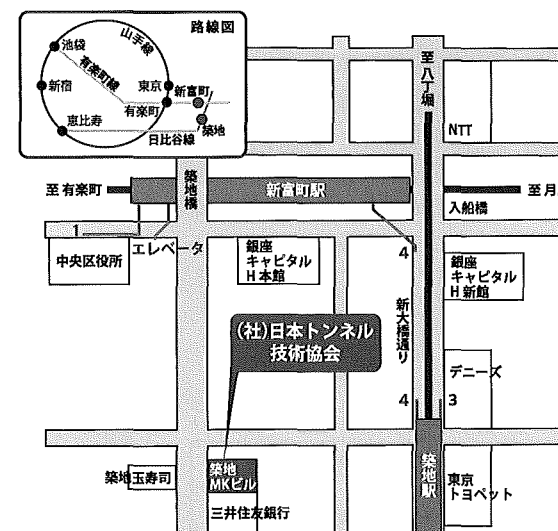 路線図
山手線
池袋
有楽町線
新宿
東京
新富町
有楽町
恵比寿
築地
日比谷線
至 八丁堀
NTT
至 有楽町
築地橋
新富町駅
至 月
入船橋
1
エレベータ
4
中央区役所
銀座
キャピタル
H 本館
銀座
キャピタル
H 新館
新大橋通り
(社)日本トンネル
技術協会
デニーズ
4
3
築地玉寿司
築地
MKビル
三井住友銀行
築地駅
東京
トヨペット